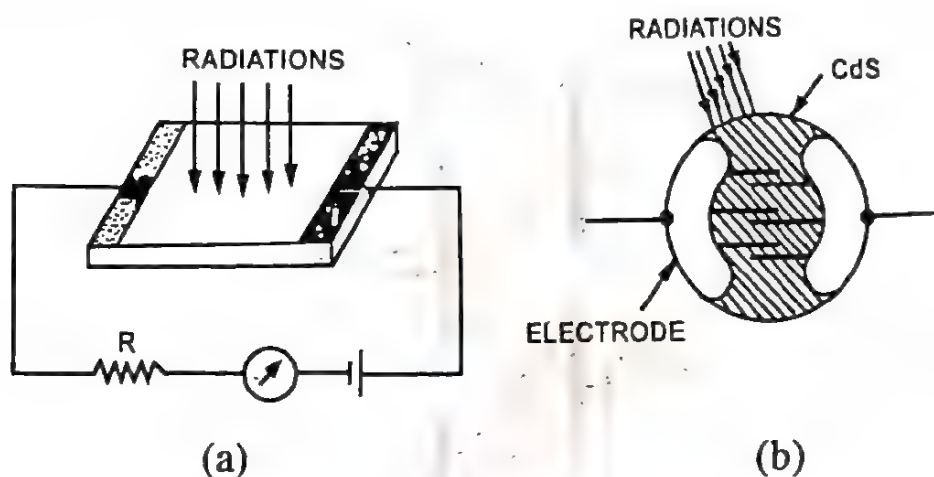 RADIATIONS
R
(a)
RADIATIONS
CdS
ELECTRODE
(b)